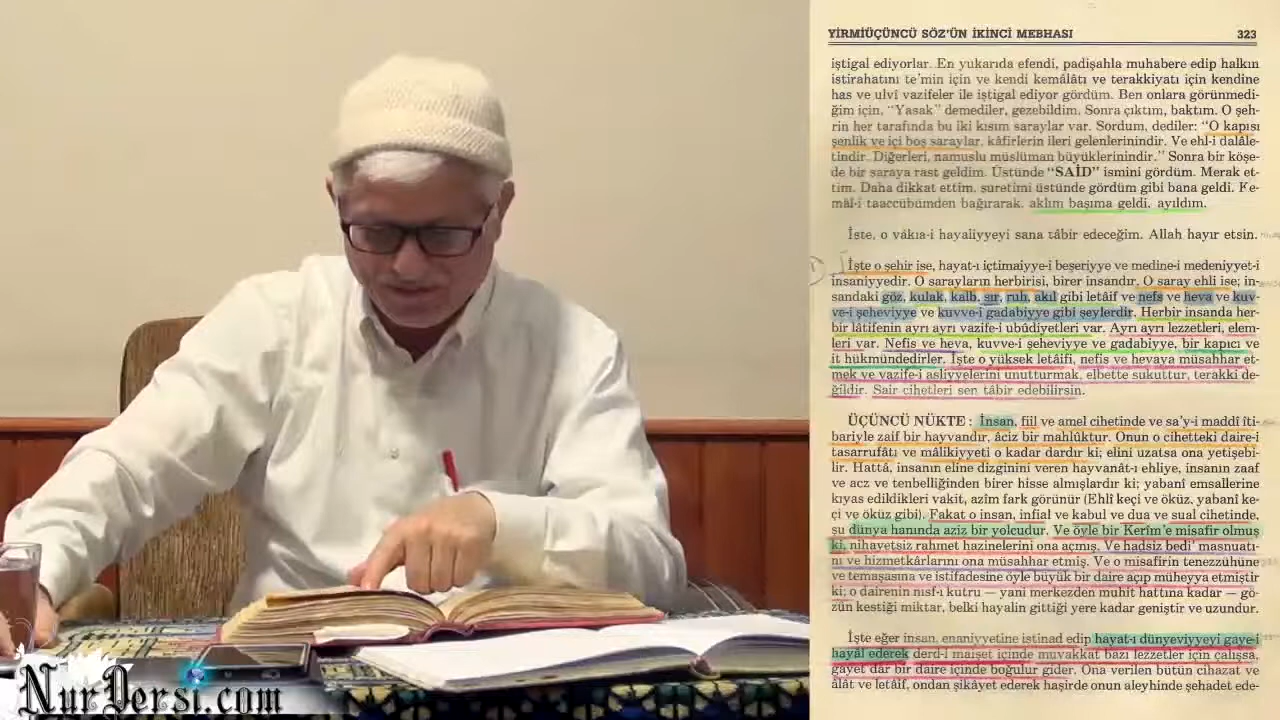 YİRMİÜÇÜNCÜ SÖZ'ÜN İKİNCİ MEBHASI 323
iştigal ediyorlar. En yukarıda efendi, padişahla muhabere edip halkın
istirahatını te'min için ve kendi kemâlâtı ve terakkiyatı için kendine
has ve ulvî vazifeler ile iştigal ediyor gördüm. Ben onlara görünmedi-
ğim için, "Yasak" demediler, gezebildim. Sonra çıktım, baktım. O şeh-
rin her tarafında bu iki kısım saraylar var. Sordum, dediler: "O kapısı
şenlik ve içi boş saraylar, kâfirlerin ileri gelenlerinindir. Ve ehl-i dalâle-
tindir. Diğerleri, namuslu müslüman büyüklerinindir." Sonra bir köşe-
de bir saraya rast geldim. Üstünde "SAİD" ismini gördüm. Merak et-
tim. Daha dikkat ettim, suretimi üstünde gördüm gibi bana geldi. Ke-
mâl-i taaccübümden bağırarak, aklım başıma geldi, ayıldım.
İşte, o vâkıa-i hayaliyyeyi sana tâbir edeceğim. Allah hayır etsin.
İşte o şehir ise, hayat-ı içtimaiyye-i beşeriyye ve medine-i medeniyyet-i
insaniyyedir. O sarayların herbirisi, birer insandır. O saray ehli ise; in-
sandaki göz, kulak, kalb, sır, ruh, akıl gibi letâif ve nefs ve heva ve kuv-
ve-i şeheviyye ve kuvve-i gadabiyye gibi şeylerdir. Herbir insanda her-
bir lâtifenin ayrı ayrı vazife-i ubûdiyetleri var. Ayrı ayrı lezzetleri, elem-
leri var. Nefis ve heva, kuvve-i şeheviyye ve gadabiyye, bir kapıcı ve
it hükmündedirler. İşte o yüksek letâifi, nefis ve hevaya müsahhar et-
mek ve vazife-i asliyyelerini unutturmak, elbette sukuttur, terakki de-
ğildir. Sair cihetleri sen tâbir edebilirsin.
ÜÇÜNCÜ NÜKTE : İnsan, fiil ve amel cihetinde ve sa'y-i maddî îti-
bariyle zaif bir hayvandır, âciz bir mahlûktur. Onun o cihetteki daire-i
tasarrufâtı ve mâlikiyyeti o kadar dardır ki; elini uzatsa ona yetişebi-
lir. Hattâ, insanın eline dizginini veren hayvanât-ı ehliye, insanın zaaf
ve acz ve tenbelliğinden birer hisse almışlardır ki; yabanî emsallerine
kıyas edildikleri vakit, azîm fark görünür (Ehlî keçi ve öküz, yabanî ke-
çi ve öküz gibi). Fakat o insan, infial ve kabul ve dua ve sual cihetinde,
şu dünya hanında aziz bir yolcudur. Ve öyle bir Kerîm'e misafir olmuş
ki, nihayetsiz rahmet hazinelerini ona açmış. Ve hadsiz bedi' masnuatı-
nı ve hizmetkârlarını ona müsahhar etmiş. Ve o misafirin tenezzühüne
ve temaşasına ve istifadesine öyle büyük bir daire açıp müheyya etmiştir
ki; o dairenin nısf-ı kutru — yani merkezden muhit hattına kadar — gö-
zün kestiği miktar, belki hayalin gittiği yere kadar geniştir ve uzundur.
İşte eğer insan, enaniyetine istinad edip hayat-ı dünyeviyyeyi gaye-i
hayâl ederek derd-i maişet içinde muvakkat bazı lezzetler için çalışsa,
gayet dar bir daire içinde boğulur gider. Ona verilen bütün cihazat ve
âlât ve letâif, ondan şikâyet ederek haşirde onun aleyhinde şehadet ede-
NurDersi.com